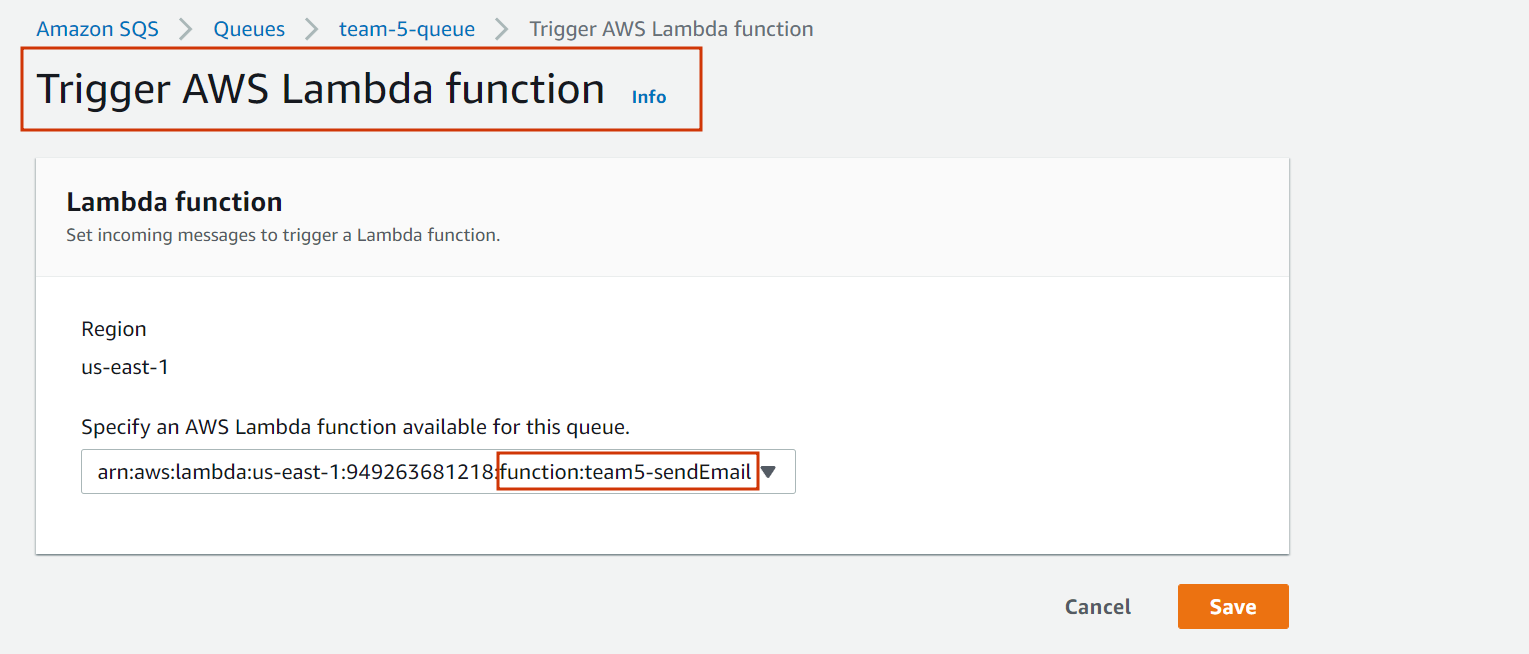 Amazon SQS > Queues > team-5-queue > Trigger AWS Lambda function
Trigger AWS Lambda function Info
Lambda function
Set incoming messages to trigger a Lambda function.
Region
us-east-1
Specify an AWS Lambda function available for this queue.
arn:aws:lambda:us-east-1:949263681218:function:team5-sendEmail
Cancel Save